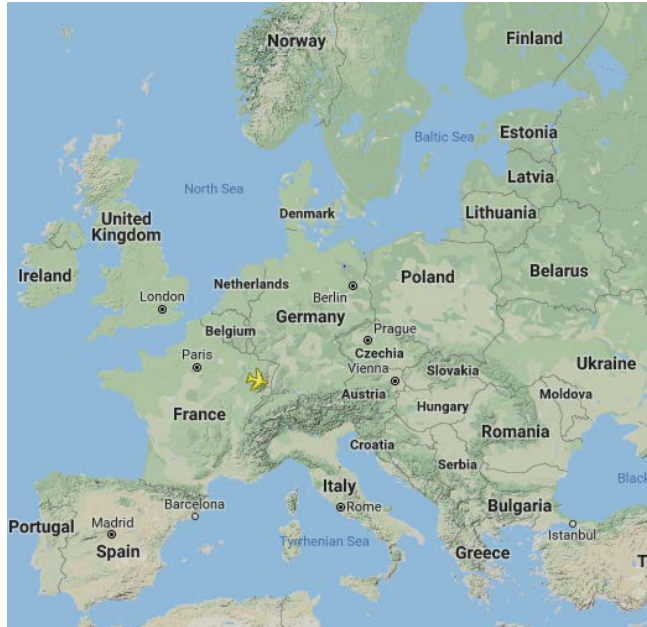 Norway
Finland
Baltic Sea
Estonia
North Sea
Latvia
Denmark
Lithuania
United
Kingdom
Ireland
Netherlands
Poland
Belarus
London
Berlin
Germany
Belgium
Prague
Paris
Czechia
Vienna
Slovakia
Ukraine
France
Austria
Moldova
Hungary
Romania
Croatia
Serbia
Italy
Barcelona
Rome
Bulgaria
Black
Portugal
Madrid
Istanbul
Spain
Tyrrhenian Sea
Greece
T